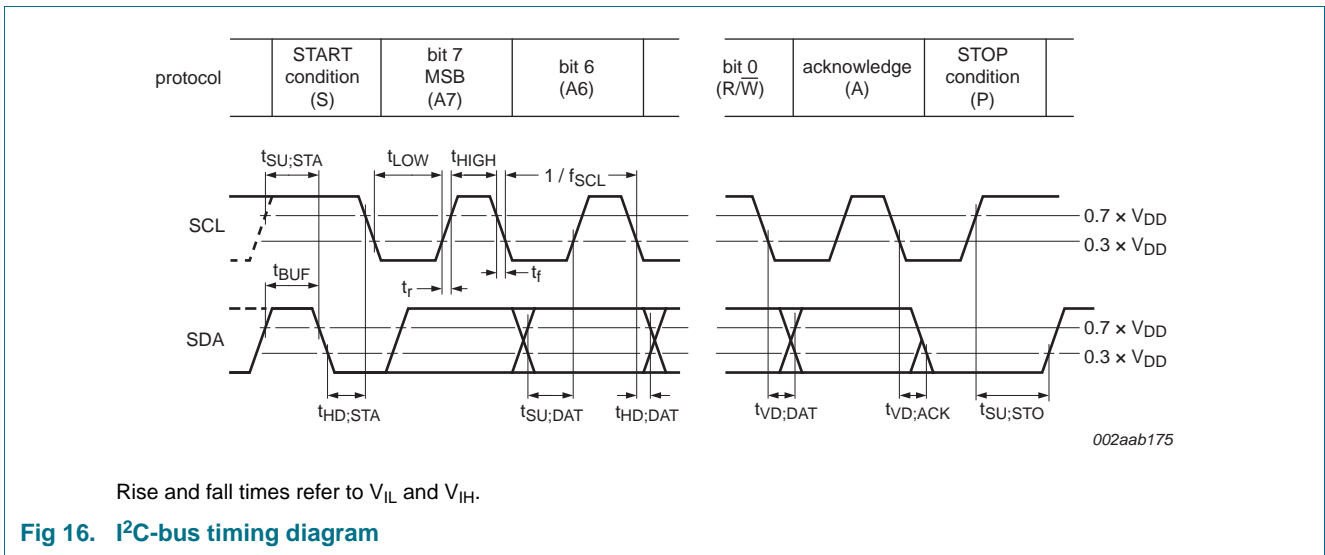 protocol
START
condition
(S)
bit 7
MSB
(A7)
bit 6
(A6)
bit 0
(R/W̅)
acknowledge
(A)
STOP
condition
(P)
tSU;STA
tLOW
tHIGH
1 / fSCL
SCL
0.7 × VDD
0.3 × VDD
tBUF
tr
tf
SDA
0.7 × VDD
0.3 × VDD
tHD;STA
tSU;DAT
tHD;DAT
tVD;DAT
tVD;ACK
tSU;STO
002aab175
Rise and fall times refer to VIL and VIH.
Fig 16. I²C-bus timing diagram